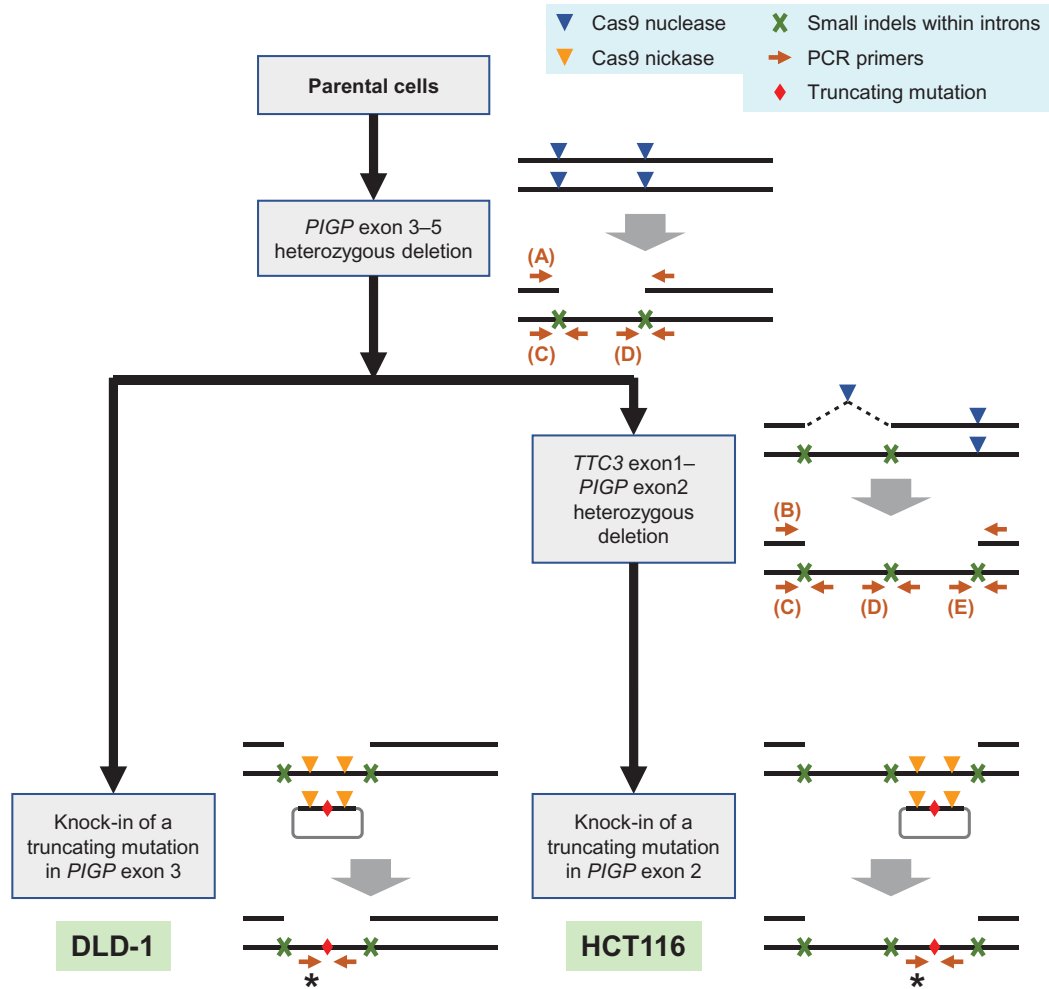 Cas9 nuclease
Cas9 nickase
Small indels within introns
PCR primers
Truncating mutation
Parental cells
PIGP exon 3–5
heterozygous deletion
(A)
(C)
(D)
TTC3 exon1–
PIGP exon2
heterozygous
deletion
(B)
(C)
(D)
(E)
Knock-in of a
truncating mutation
in PIGP exon 3
DLD-1
*
Knock-in of a
truncating mutation
in PIGP exon 2
HCT116
*